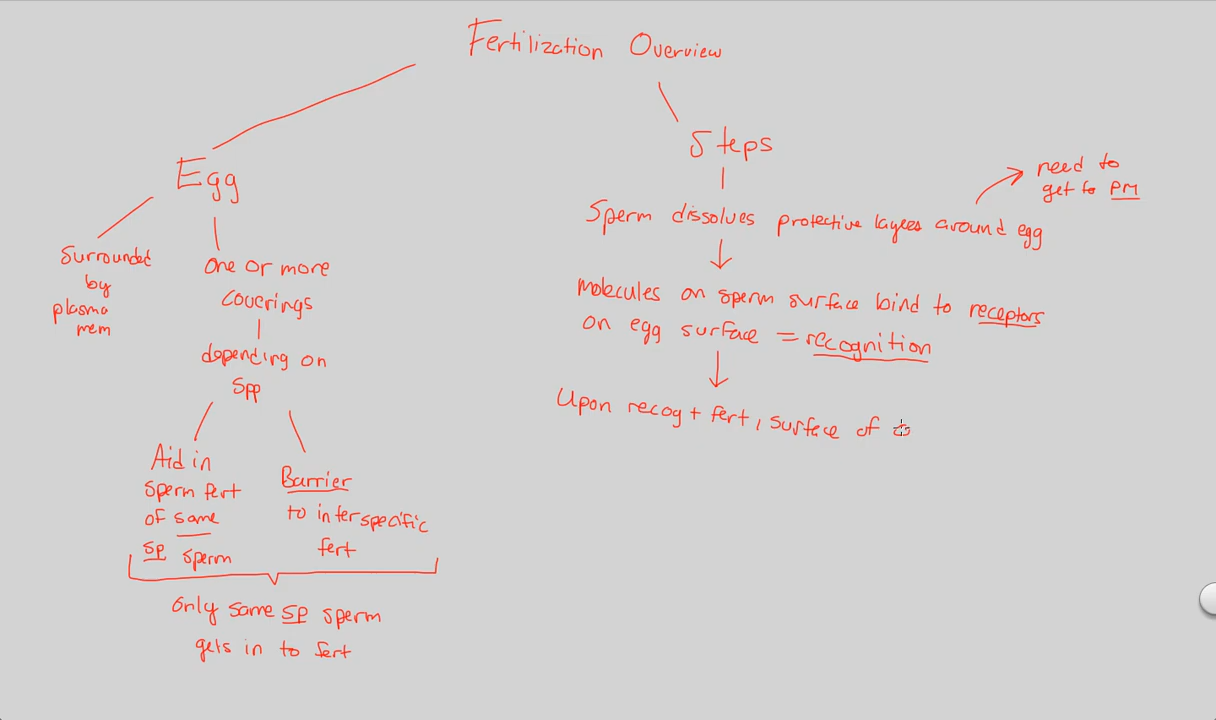 Fertilization Overview
Egg
Surrounded
by
plasma
mem
One or more
coverings
depending on
spp
Aid in
sperm fert
of same
sp sperm
Barrier
to interspecific
fert
only same sp sperm
gets in to fert
Steps
Sperm dissolves protective layers around egg
need to
get to PM
molecules on sperm surface bind to receptors
on egg surface = recognition
Upon recog + fert, surface of